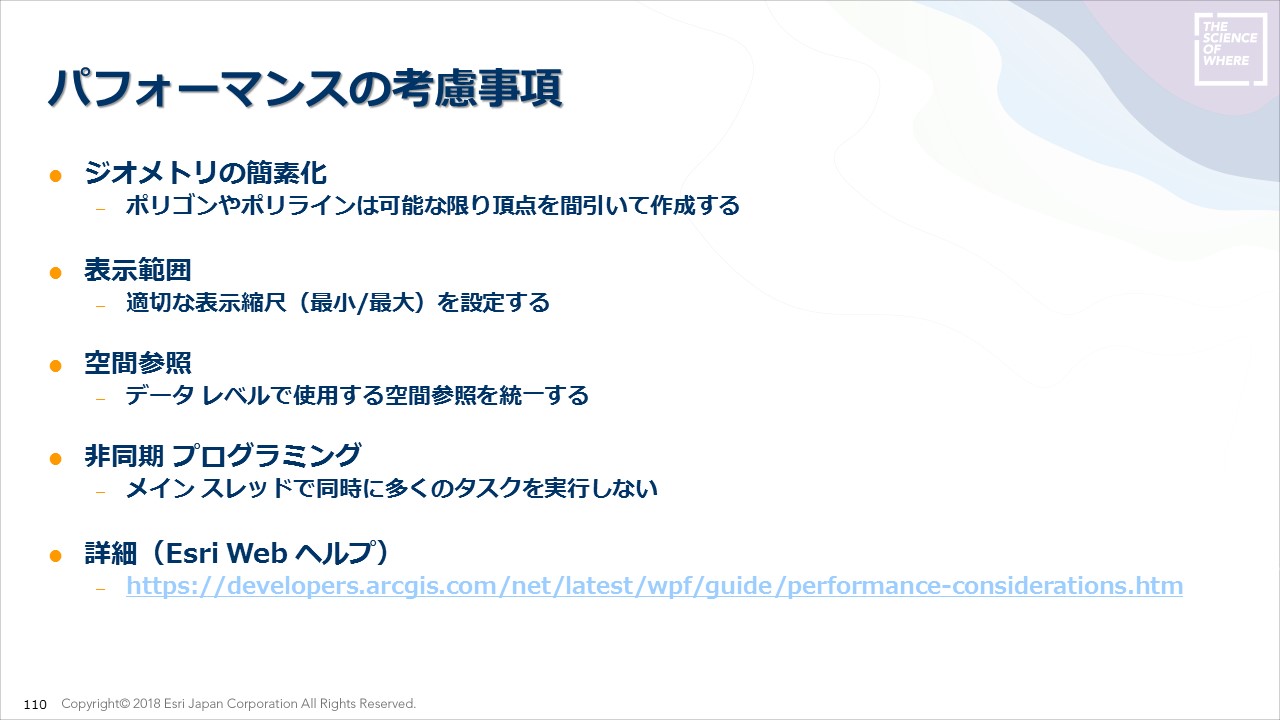 THE
SCIENCE
OF
WHERE
パフォーマンスの考慮事項
● ジオメトリの簡素化
– ポリゴンやポリラインは可能な限り頂点を間引いて作成する
● 表示範囲
– 適切な表示縮尺（最小/最大）を設定する
● 空間参照
– データ レベルで使用する空間参照を統一する
● 非同期 プログラミング
– メイン スレッドで同時に多くのタスクを実行しない
● 詳細（Esri Web ヘルプ）
– https://developers.arcgis.com/net/latest/wpf/guide/performance-considerations.htm
110 Copyright© 2018 Esri Japan Corporation All Rights Reserved.